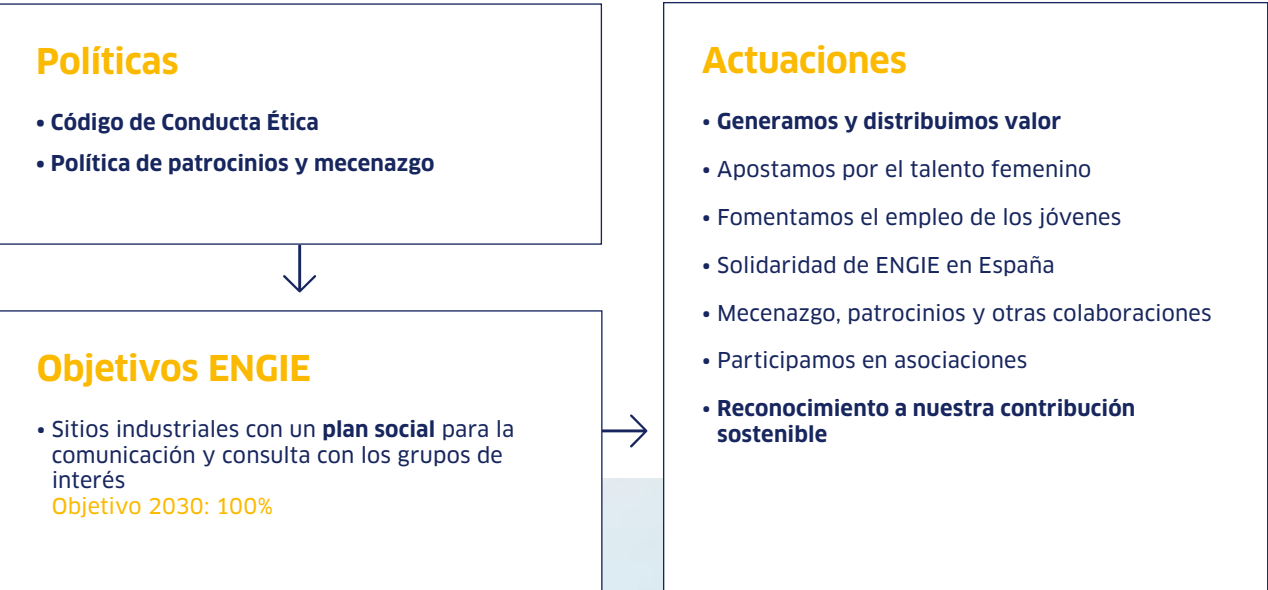 Políticas
• Código de Conducta Ética
• Política de patrocinios y mecenazgo
Objetivos ENGIE
• Sitios industriales con un plan social para la
comunicación y consulta con los grupos de
interés
Objetivo 2030: 100%
Actuaciones
• Generamos y distribuimos valor
• Apostamos por el talento femenino
• Fomentamos el empleo de los jóvenes
• Solidaridad de ENGIE en España
• Mecenazgo, patrocinios y otras colaboraciones
• Participamos en asociaciones
• Reconocimiento a nuestra contribución
sostenible